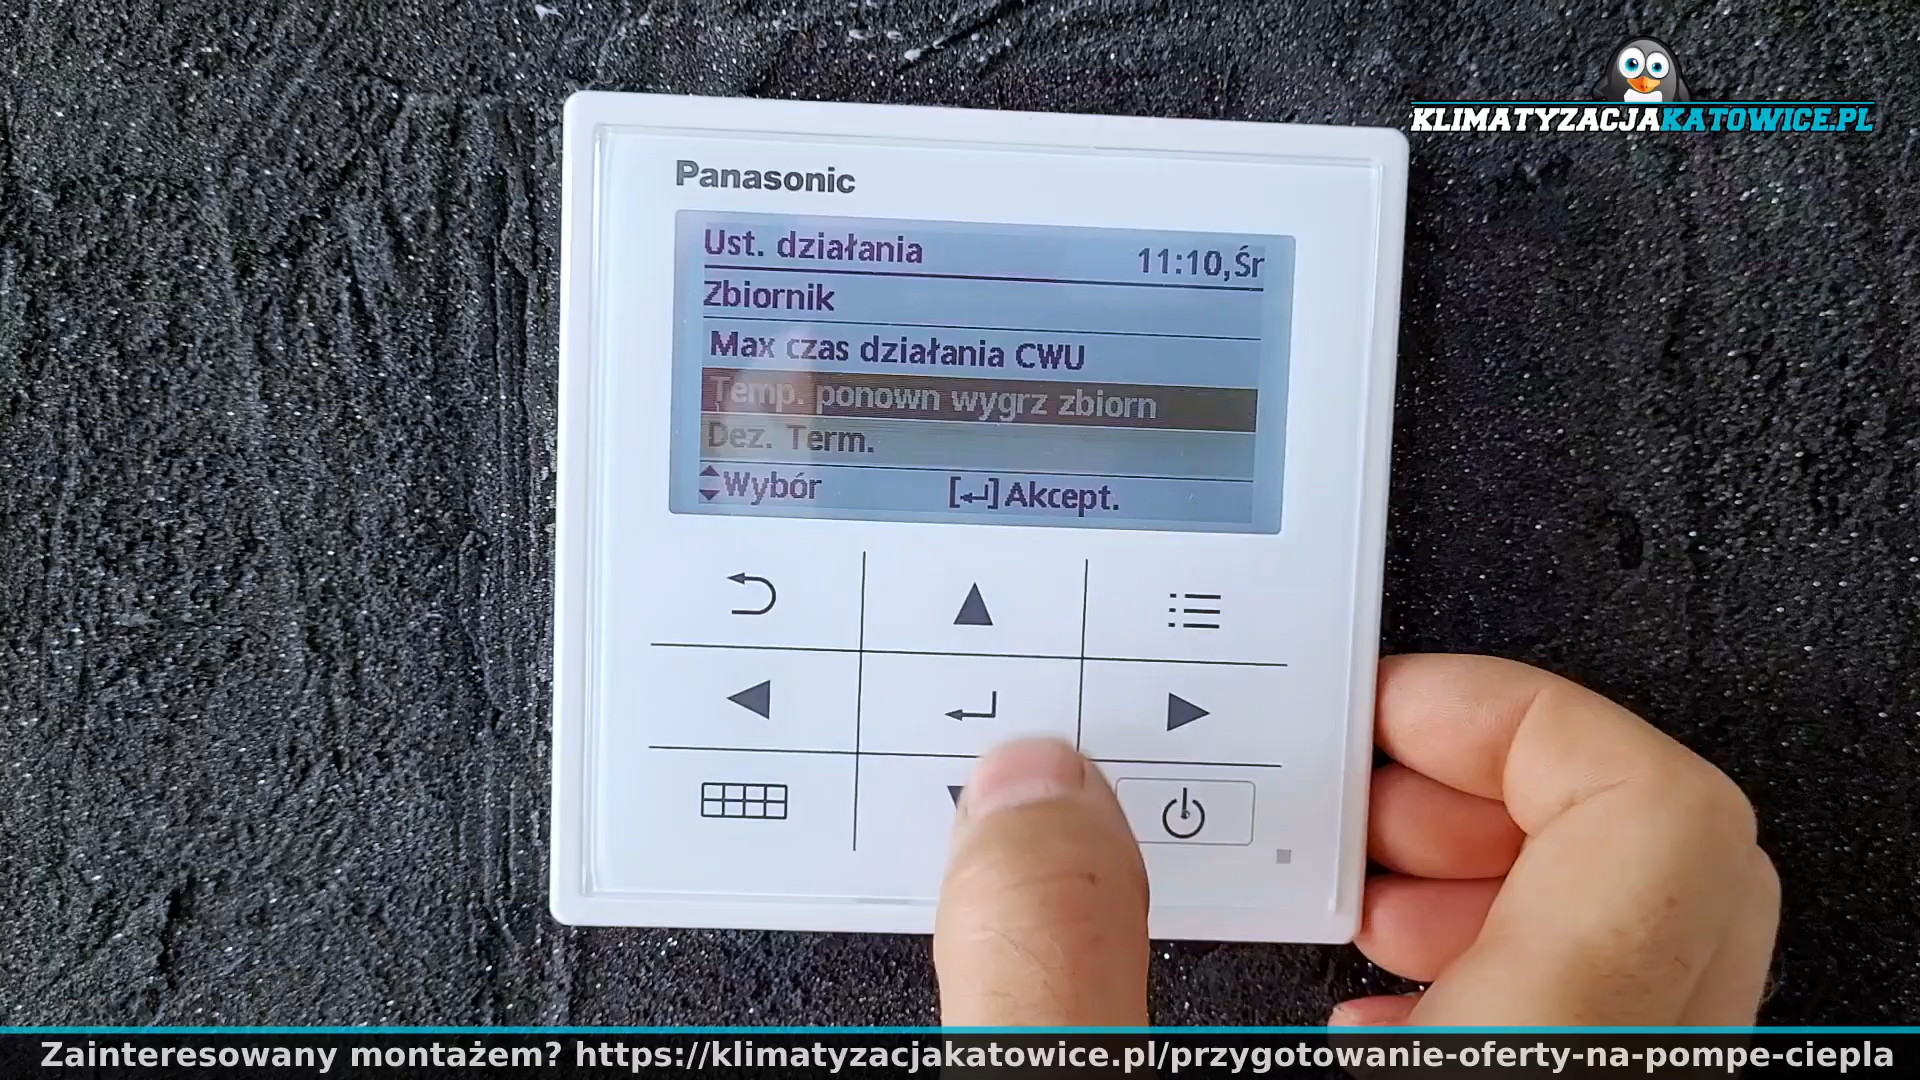 KLIMATYZACJAKATOWICE.PL
Panasonic
Ust. działania 11:10,Śr
Zbiornik
Max czas działania CWU
Temp. ponown wygrz zbiorn
Dez. Term.
Wybór [↵] Akcept.
Zainteresowany montażem? https://klimatyzacjakatowice.pl/przygotowanie-oferty-na-pompe-ciepla